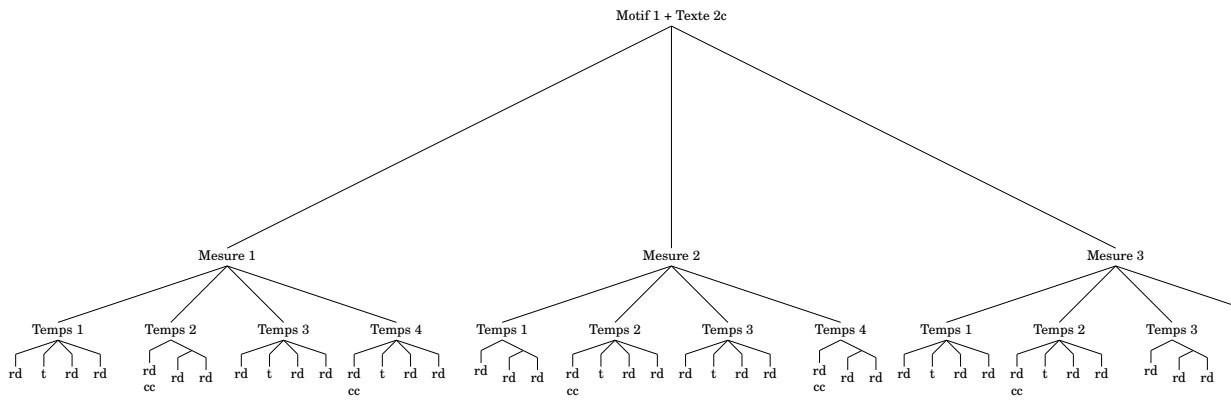 Motif 1 + Texte 2c
Mesure 1 Mesure 2 Mesure 3
Temps 1 Temps 2 Temps 3 Temps 4 Temps 1 Temps 2 Temps 3 Temps 4 Temps 1 Temps 2 Temps 3
rd t rd rd rd rd rd rd t rd rd rd t rd rd rd rd rd rd t rd rd rd t rd rd rd rd rd rd t rd rd rd t rd rd rd rd rd
cc cc cc cc cc